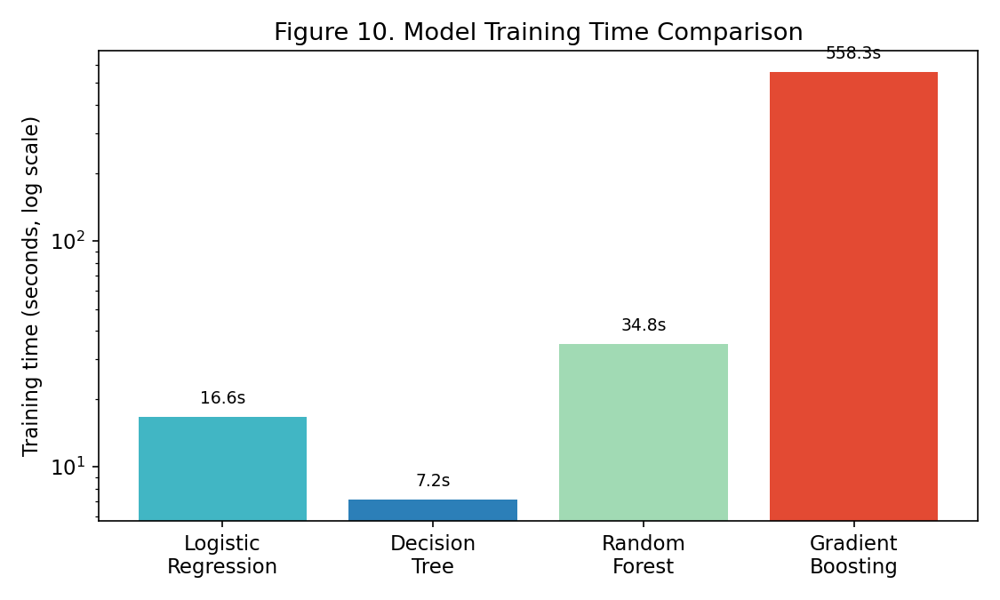 Figure 10. Model Training Time Comparison
558.3s
34.8s
16.6s
7.2s
Training time (seconds, log scale)
10²
10¹
Logistic
Regression
Decision
Tree
Random
Forest
Gradient
Boosting